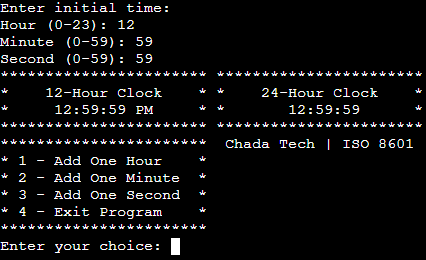 Enter initial time:
Hour (0-23): 12
Minute (0-59): 59
Second (0-59): 59
*********************** ***********************
*    12-Hour Clock    * *    24-Hour Clock    *
*     12:59:59 PM     * *      12:59:59       *
*********************** ***********************
*********************** Chada Tech | ISO 8601
* 1 - Add One Hour    *
* 2 - Add One Minute  *
* 3 - Add One Second  *
* 4 - Exit Program    *
***********************
Enter your choice: